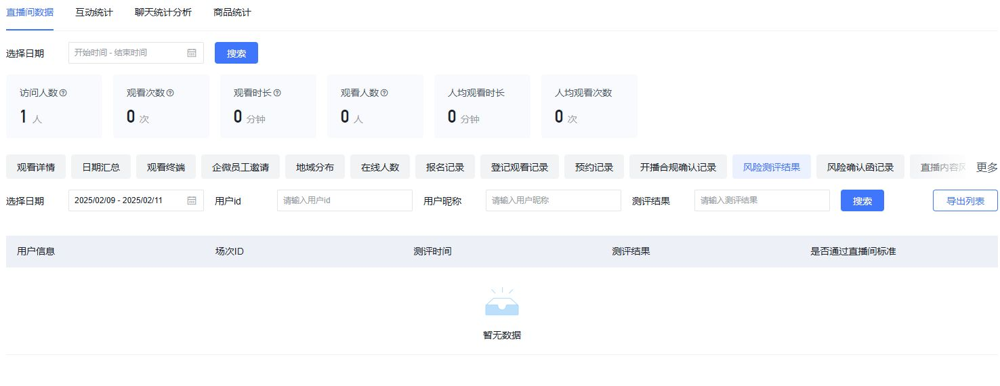 直播间数据 互动统计 聊天统计分析 商品统计
选择日期 开始时间 - 结束时间 搜索
访问人数 观看次数 观看时长 观看人数 人均观看时长 人均观看次数
1 人 0 次 0 分钟 0 人 0 分钟 0 次
观看详情 日期汇总 观看终端 企微员工邀请 地域分布 在线人数 报名记录 登记观看记录 预约记录 开播合规确认记录 风险测评结果 风险确认函记录 直播内容风 更多
选择日期 2025/02/09 - 2025/02/11 用户id 请输入用户id 用户昵称 请输入用户昵称 测评结果 请输入测评结果 搜索 导出列表
用户信息 场次ID 测评时间 测评结果 是否通过直播间标准
暂无数据